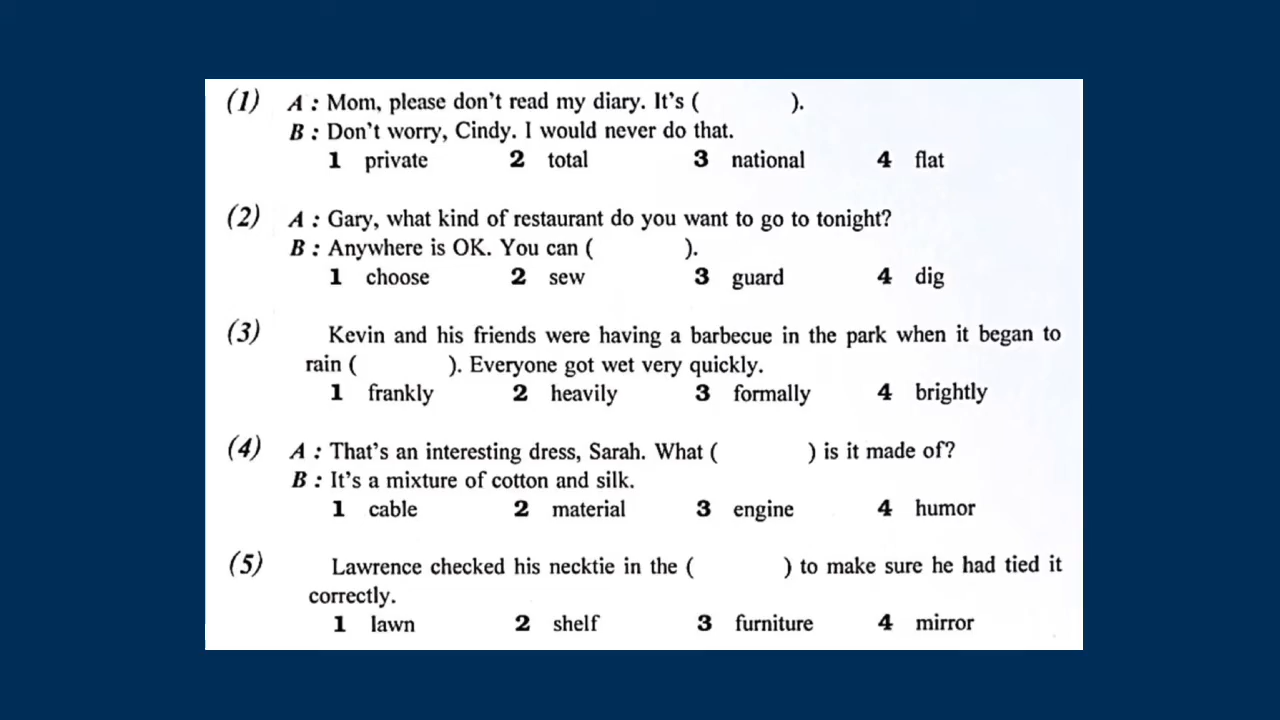 (1) A : Mom, please don't read my diary. It's ( ).
B : Don't worry, Cindy. I would never do that.
1 private 2 total 3 national 4 flat
(2) A : Gary, what kind of restaurant do you want to go to tonight?
B : Anywhere is OK. You can ( ).
1 choose 2 sew 3 guard 4 dig
(3) Kevin and his friends were having a barbecue in the park when it began to
rain ( ). Everyone got wet very quickly.
1 frankly 2 heavily 3 formally 4 brightly
(4) A : That's an interesting dress, Sarah. What ( ) is it made of?
B : It's a mixture of cotton and silk.
1 cable 2 material 3 engine 4 humor
(5) Lawrence checked his necktie in the ( ) to make sure he had tied it
correctly.
1 lawn 2 shelf 3 furniture 4 mirror